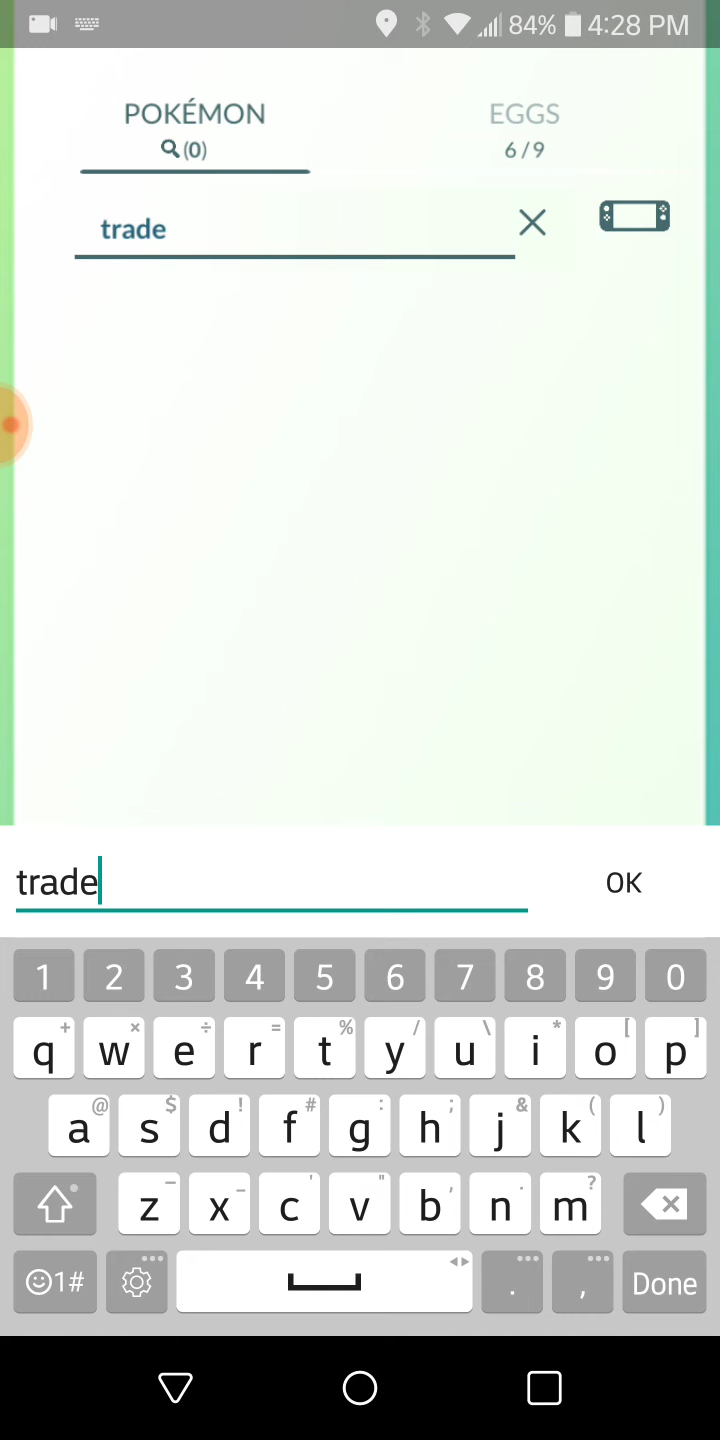 84% 4:28 PM
POKÉMON EGGS
(0) 6 / 9
trade
trade OK
1 2 3 4 5 6 7 8 9 0
+ × ÷ = % / \ * [ ]
q w e r t y u i o p
@ $ ! # : ; & ( )
a s d f g h j k l
– _ ' " , . ?
z x c v b n m
1# . , Done